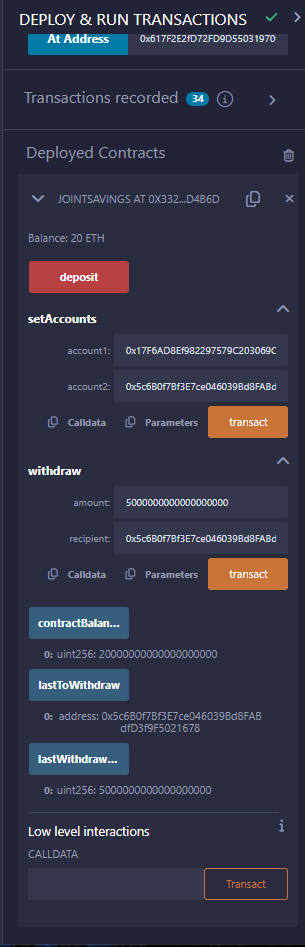 DEPLOY & RUN TRANSACTIONS
At Address 0x617F2E2fD72FD9D55031970
Transactions recorded 34 i
Deployed Contracts
JOINTSAVINGS AT 0X332...D4B6D
Balance: 20 ETH
deposit
setAccounts
account1: 0x17F6AD8Ef982297579C203069C
account2: 0x5c6B0f7Bf3E7ce046039Bd8FABd
Calldata Parameters transact
withdraw
amount: 5000000000000000000
recipient: 0x5c6B0f7Bf3E7ce046039Bd8FABd
Calldata Parameters transact
contractBalan...
0: uint256: 20000000000000000000
lastToWithdraw
0: address: 0x5c6B0f7Bf3E7ce046039Bd8FAB
dfD3f9F5021678
lastWithdraw...
0: uint256: 5000000000000000000
Low level interactions i
CALLDATA
Transact